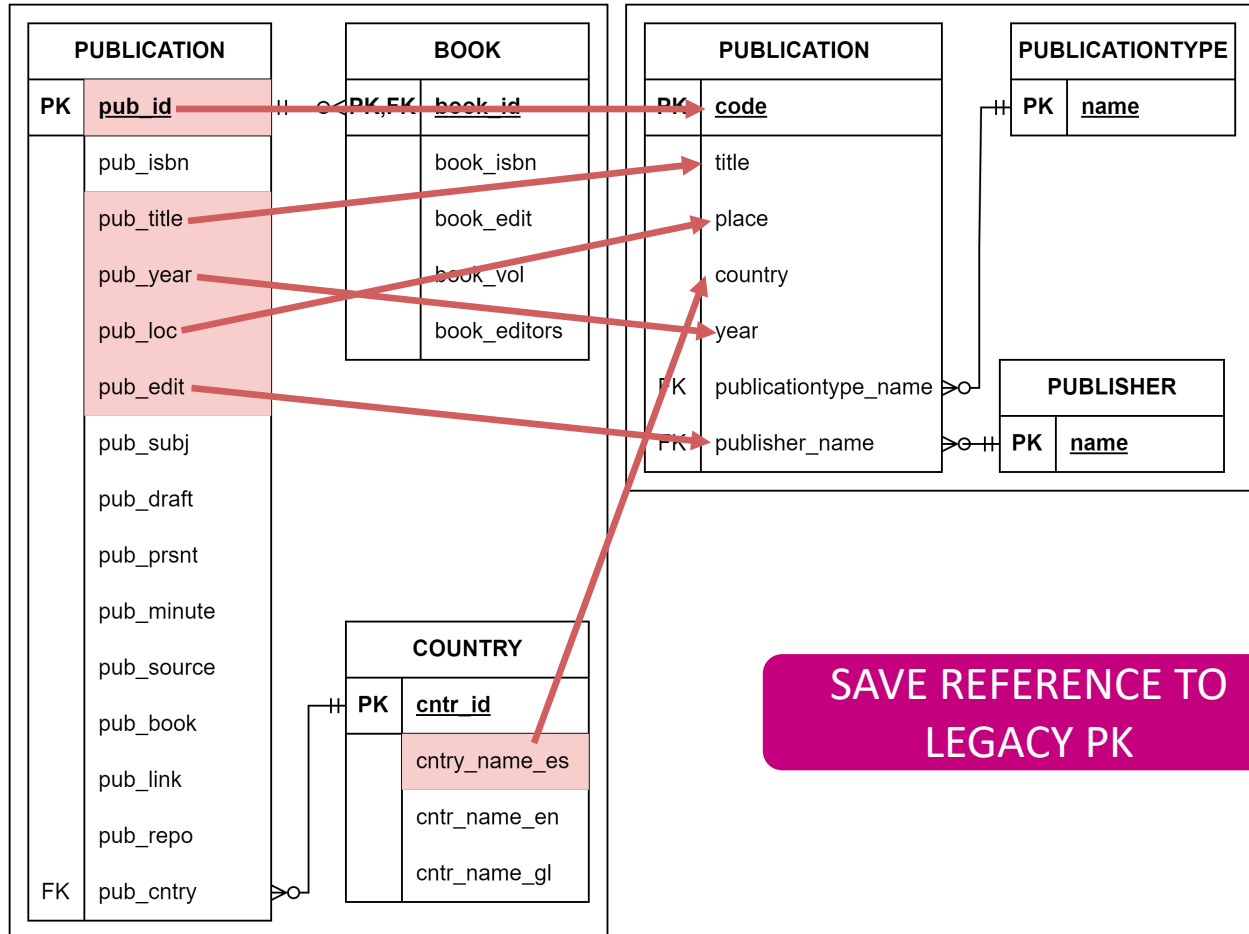 PUBLICATION
PK pub_id
pub_isbn
pub_title
pub_year
pub_loc
pub_edit
pub_subj
pub_draft
pub_prsnt
pub_minute
pub_source
pub_book
pub_link
pub_repo
FK pub_cntry
BOOK
PK,FK book_id
book_isbn
book_edit
book_vol
book_editors
COUNTRY
PK cntr_id
cntry_name_es
cntr_name_en
cntr_name_gl
PUBLICATION
PK code
title
place
country
year
FK publicationtype_name
FK publisher_name
PUBLICATIONTYPE
PK name
PUBLISHER
PK name
SAVE REFERENCE TO
LEGACY PK